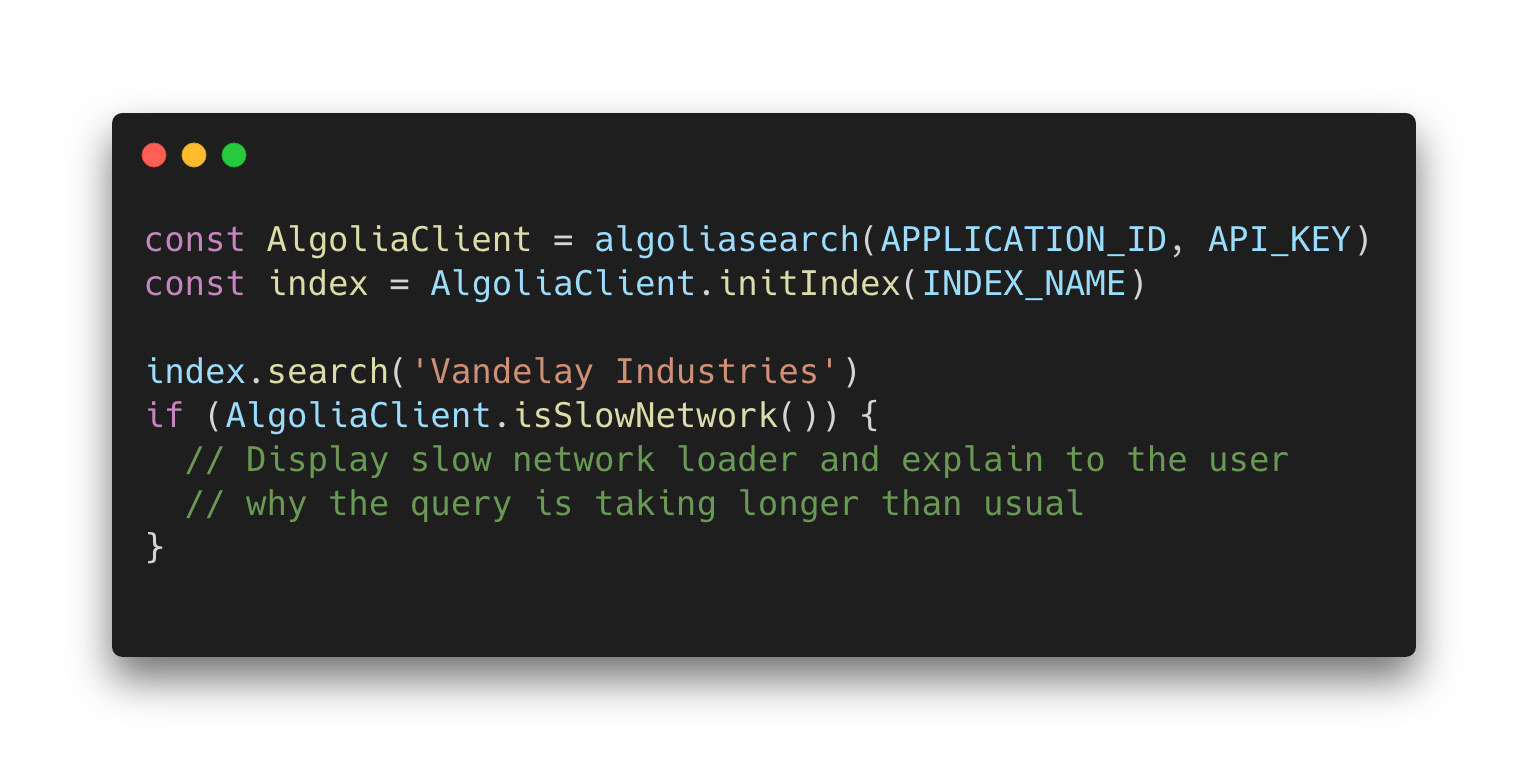 const AlgoliaClient = algoliasearch(APPLICATION_ID, API_KEY)
const index = AlgoliaClient.initIndex(INDEX_NAME)

index.search('Vandelay Industries')
if (AlgoliaClient.isSlowNetwork()) {
  // Display slow network loader and explain to the user
  // why the query is taking longer than usual
}